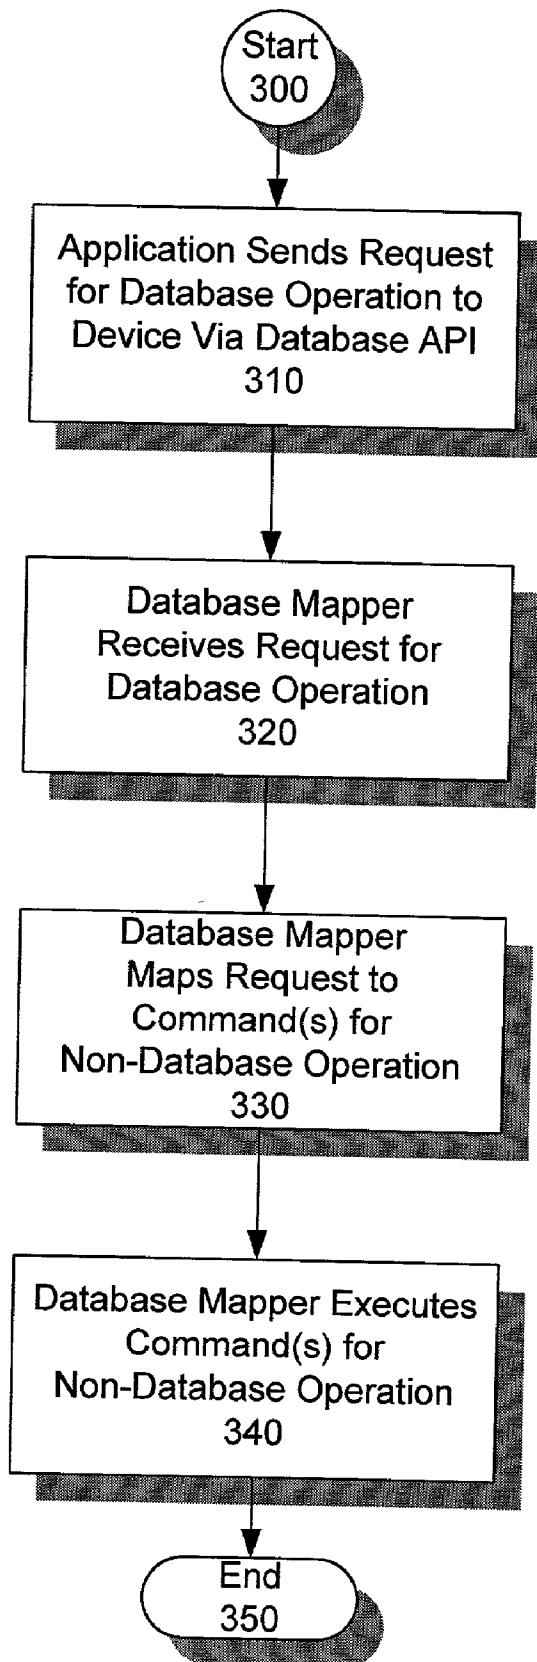 Start
300
Application Sends Request
for Database Operation to
Device Via Database API
310
Database Mapper
Receives Request for
Database Operation
320
Database Mapper
Maps Request to
Command(s) for
Non-Database Operation
330
Database Mapper Executes
Command(s) for
Non-Database Operation
340
End
350